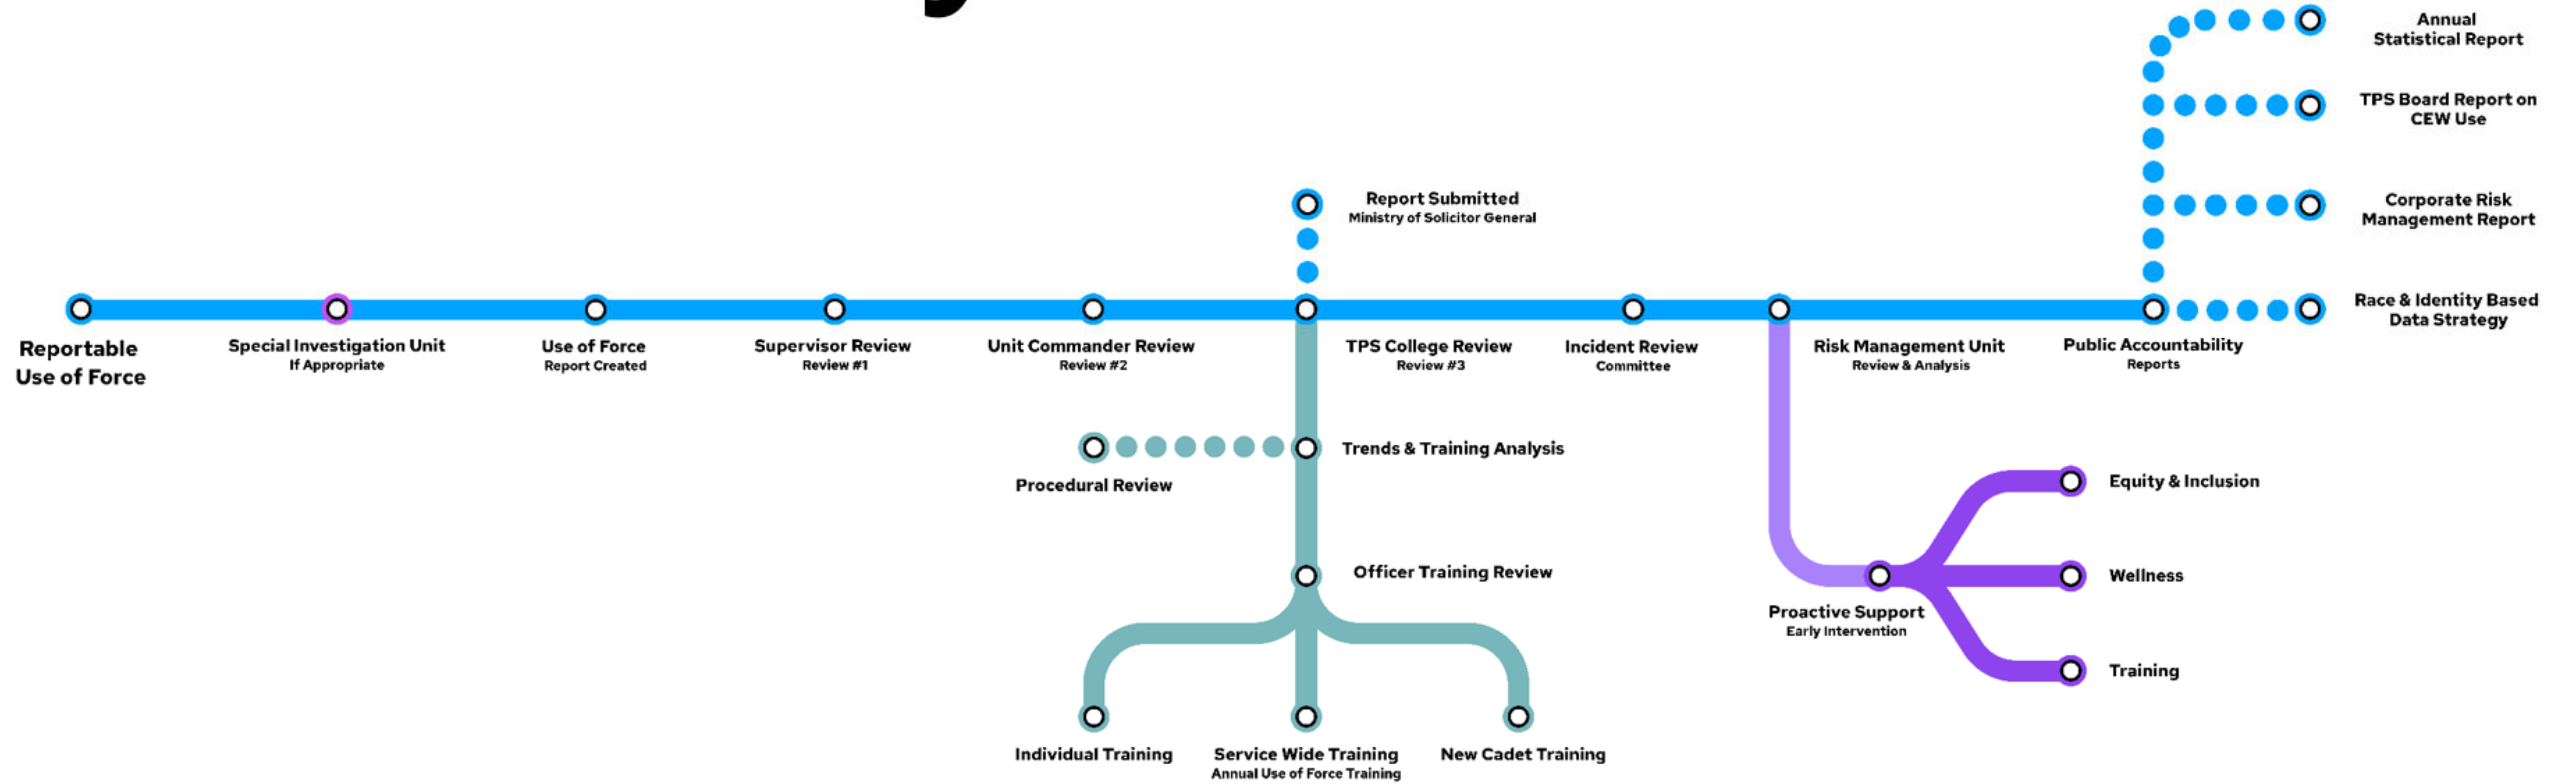 Annual
Statistical Report
TPS Board Report on
CEW Use
Report Submitted
Ministry of Solicitor General
Corporate Risk
Management Report
Race & Identity Based
Data Strategy
Reportable
Use of Force
Special Investigation Unit
If Appropriate
Use of Force
Report Created
Supervisor Review
Review #1
Unit Commander Review
Review #2
TPS College Review
Review #3
Incident Review
Committee
Risk Management Unit
Review & Analysis
Public Accountability
Reports
Trends & Training Analysis
Procedural Review
Officer Training Review
Individual Training
Service Wide Training
Annual Use of Force Training
New Cadet Training
Equity & Inclusion
Wellness
Proactive Support
Early Intervention
Training